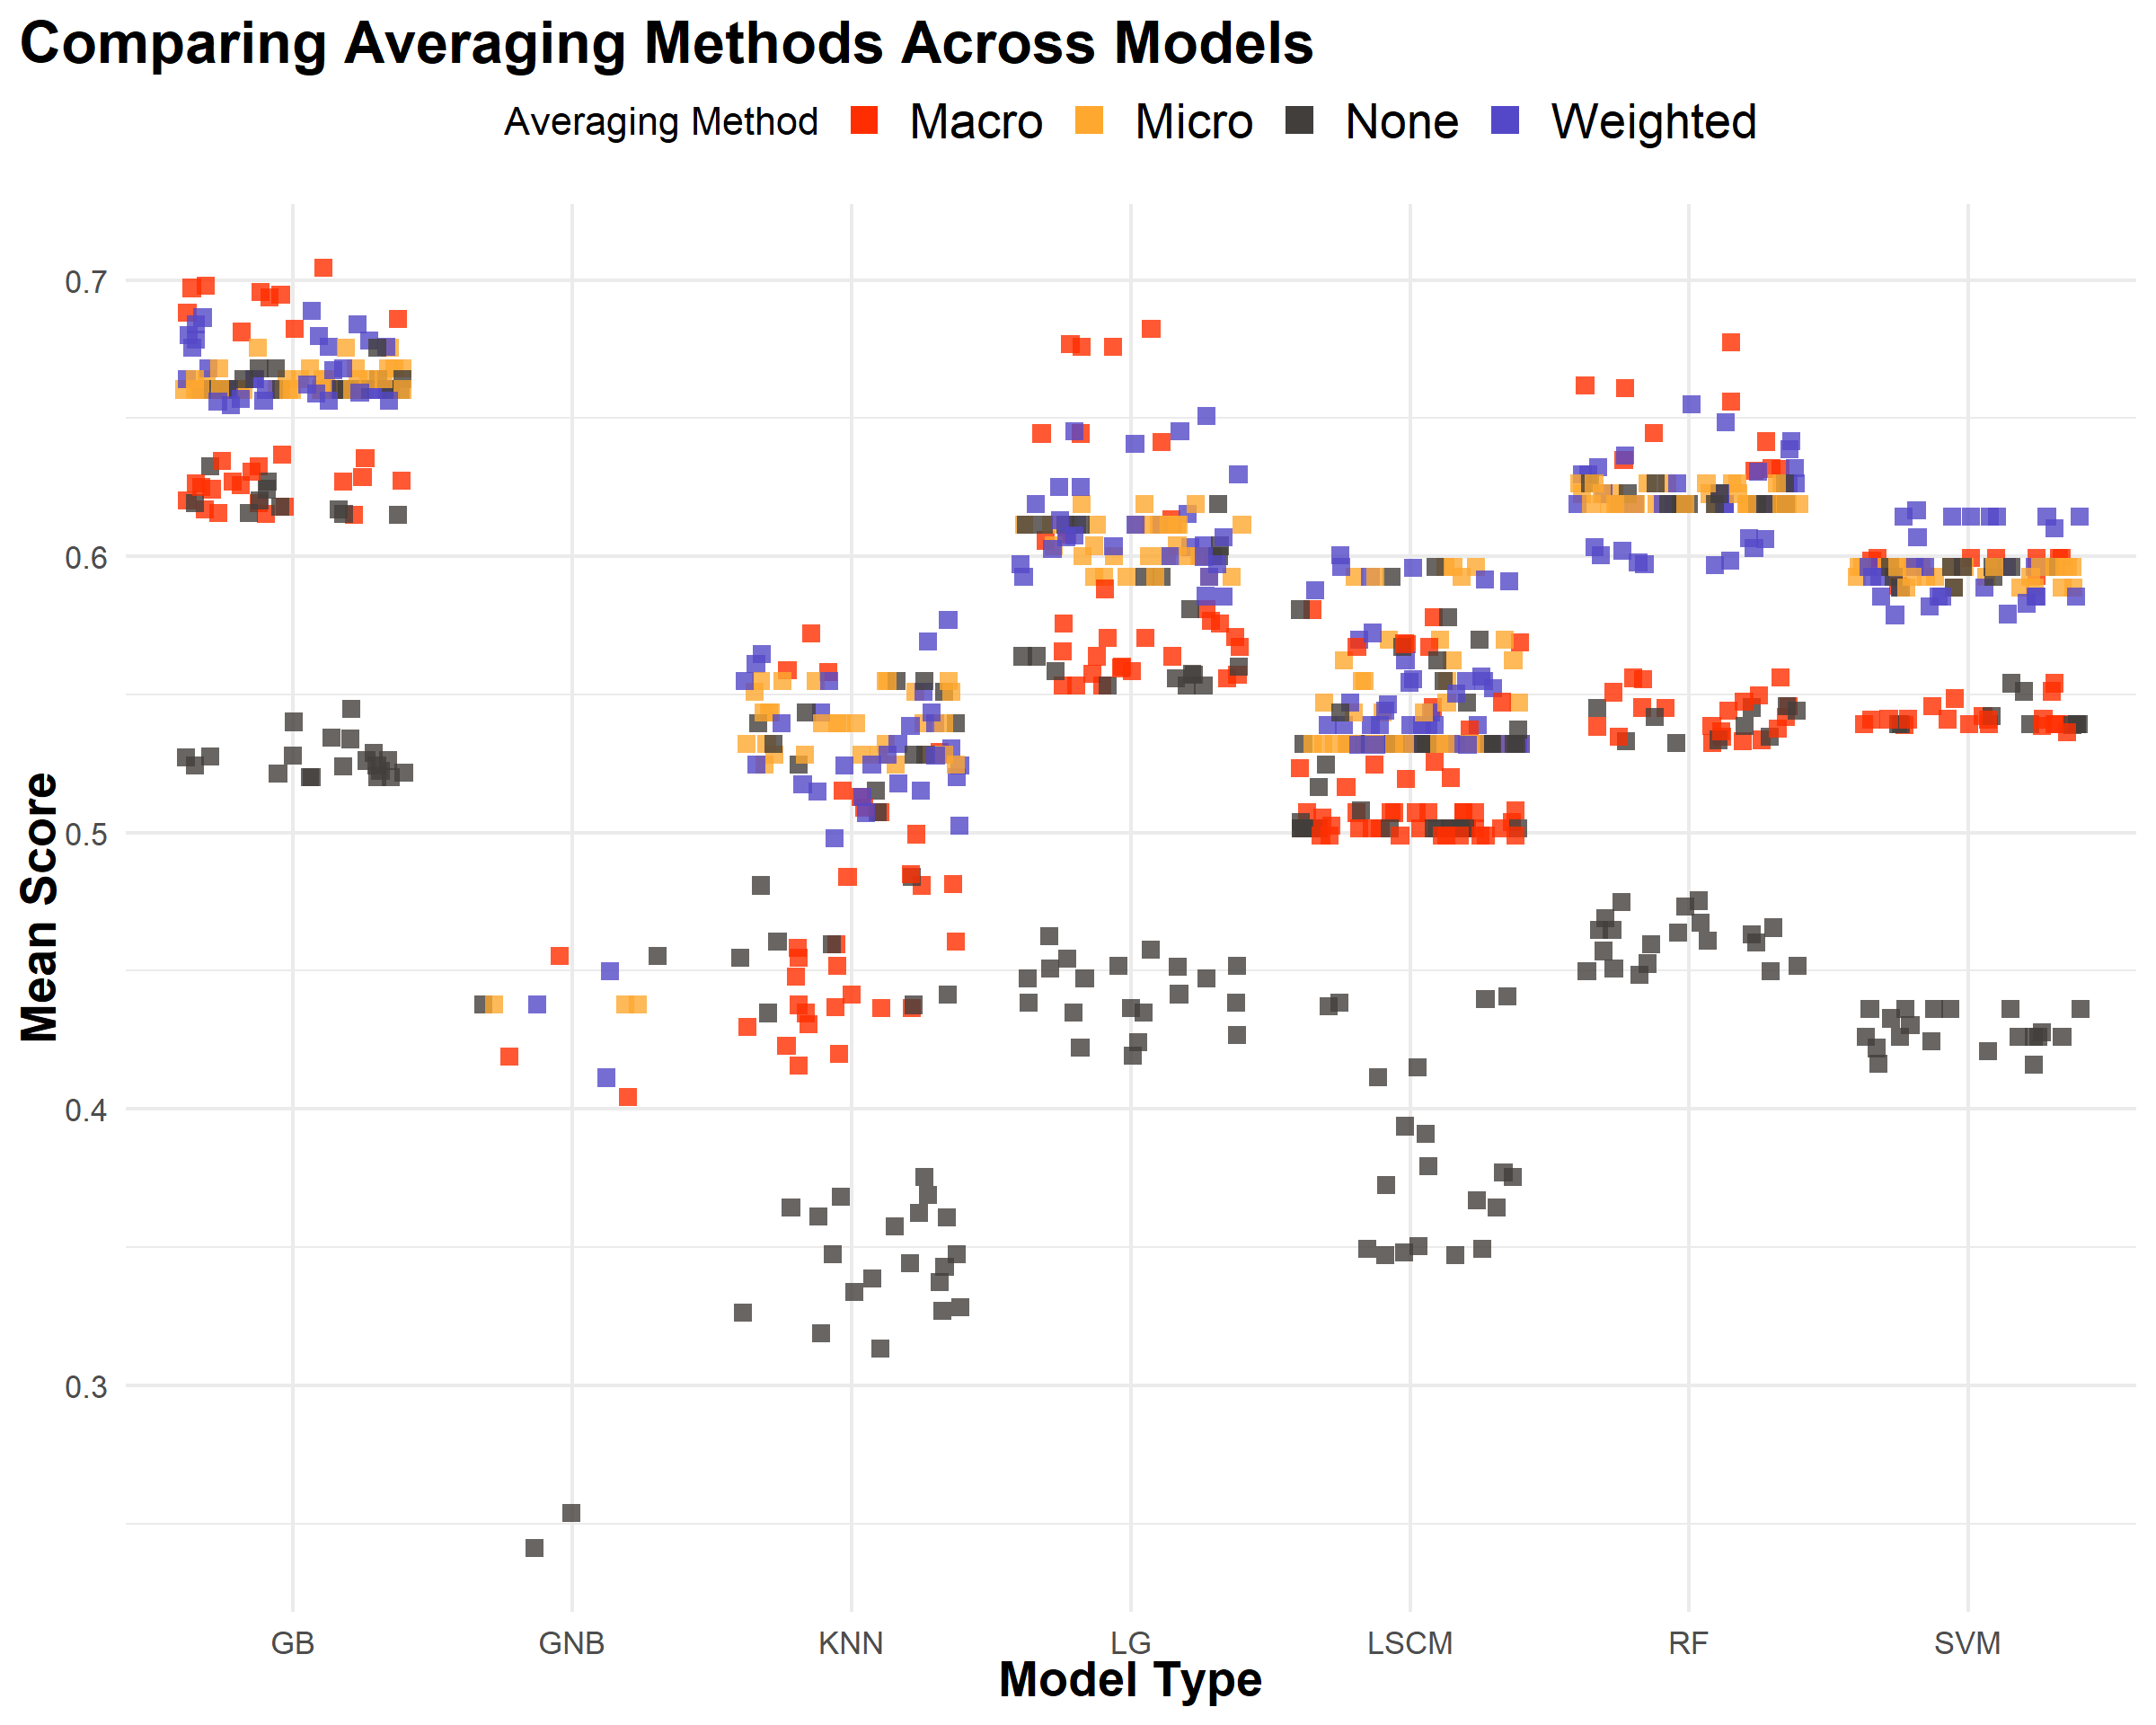 Comparing Averaging Methods Across Models
Averaging Method Macro Micro None Weighted
Mean Score
0.7
0.6
0.5
0.4
0.3
GB GNB KNN LG LSCM RF SVM
Model Type